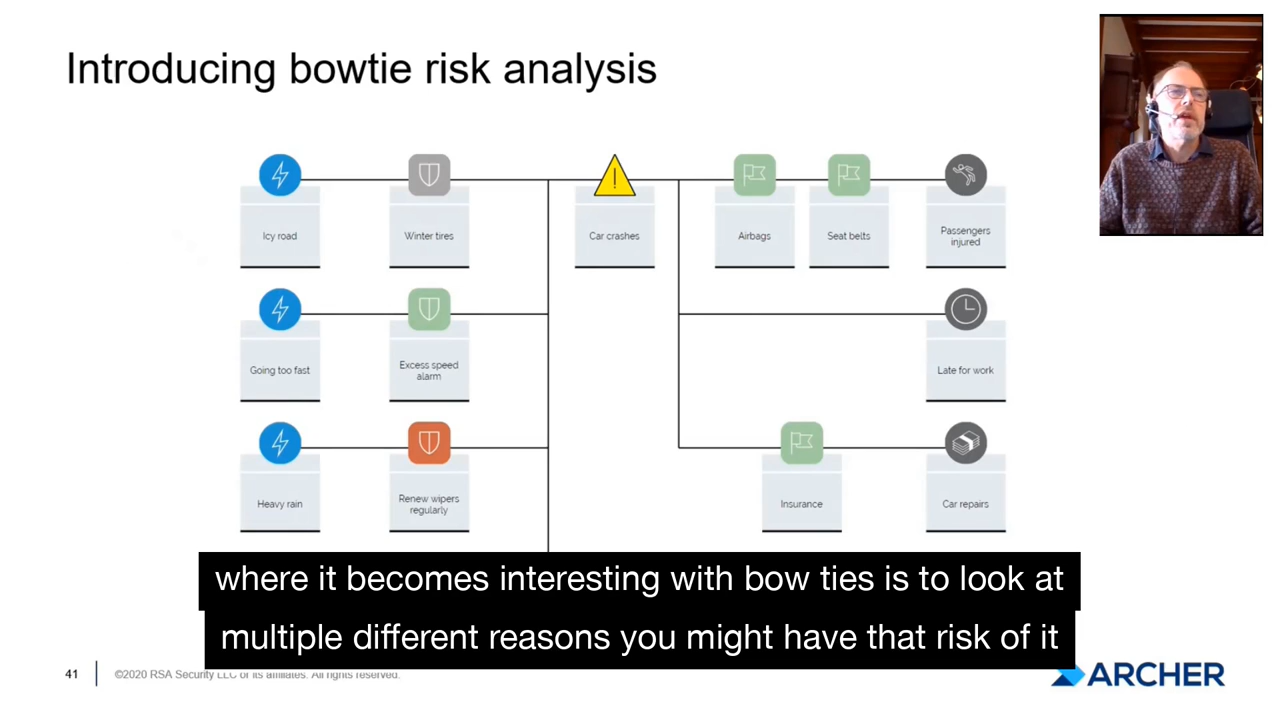 Introducing bowtie risk analysis
Icy road
Winter tires
Car crashes
Airbags
Seat belts
Passengers
injured
Going too fast
Excess speed
alarm
Late for work
Heavy rain
Renew wipers
regularly
Insurance
Car repairs
where it becomes interesting with bow ties is to look at
multiple different reasons you might have that risk of it
41
©2020 RSA Security LLC or its affiliates. All rights reserved.
ARCHER